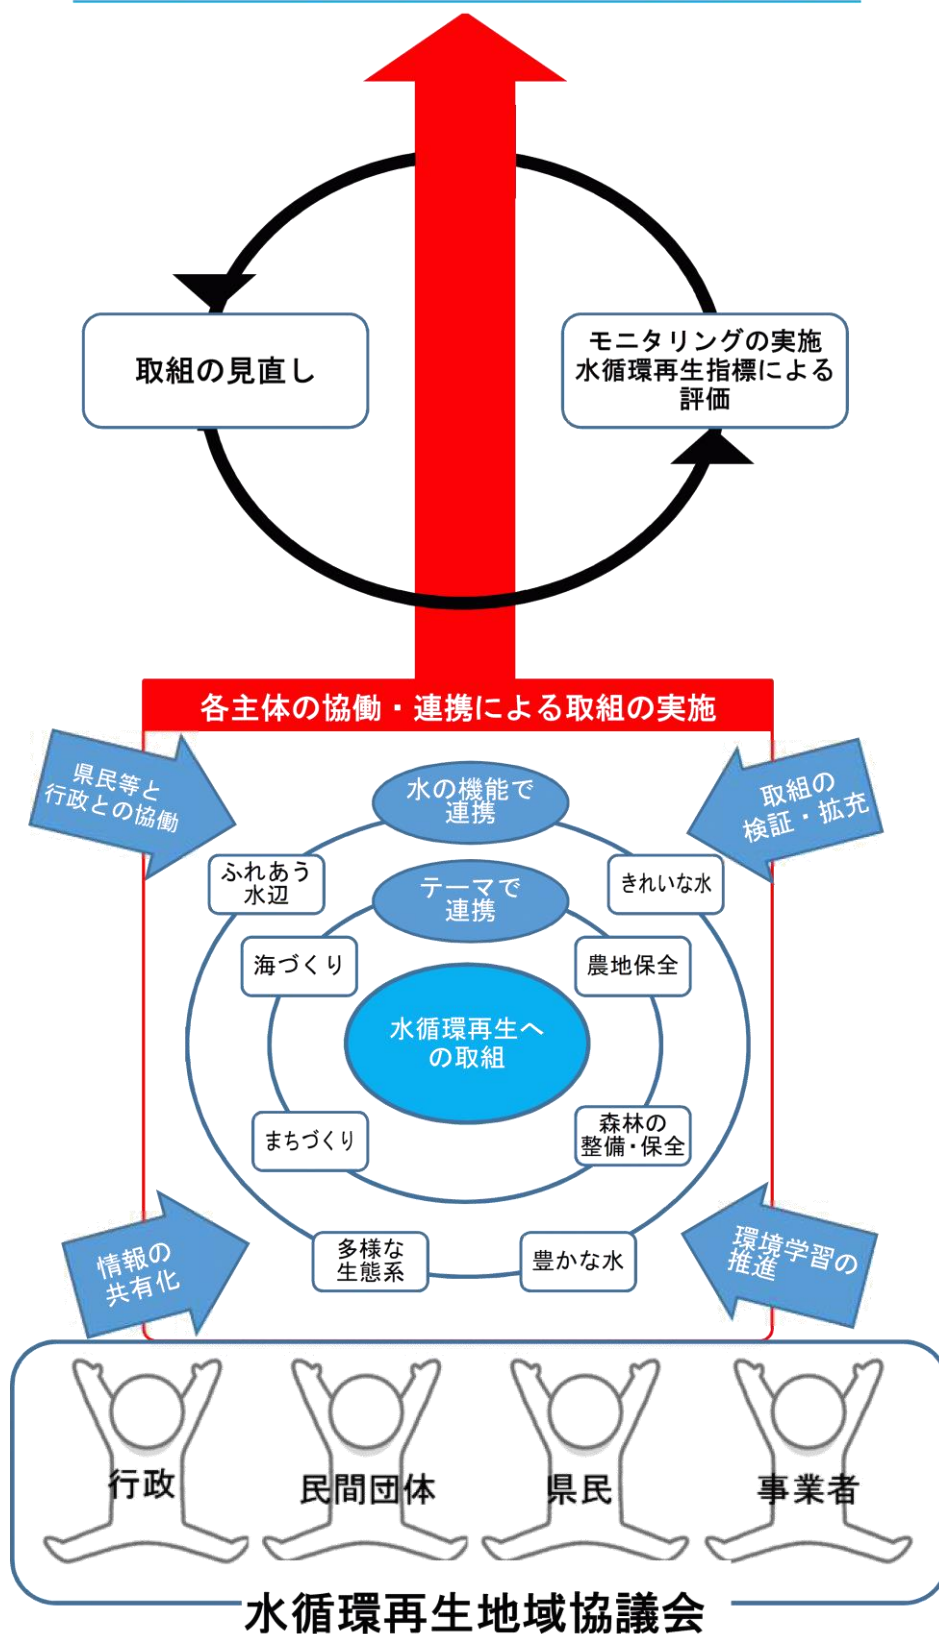 取組の見直し
モニタリングの実施
水循環再生指標による
評価
各主体の協働・連携による取組の実施
県民等と
行政との協働
取組の
検証・拡充
水の機能で
連携
ふれあう
水辺
きれいな水
テーマで
連携
海づくり
農地保全
水循環再生へ
の取組
まちづくり
森林の
整備・保全
多様な
生態系
豊かな水
情報の
共有化
環境学習の
推進
行政
民間団体
県民
事業者
水循環再生地域協議会